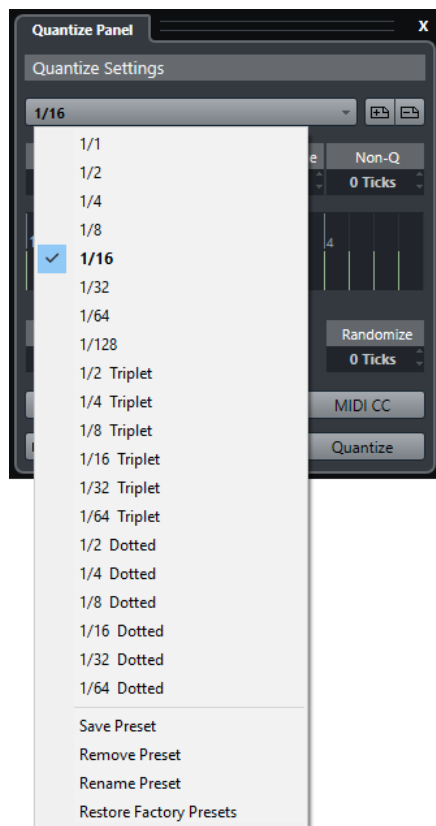 Quantize Panel X
Quantize Settings
1/16
1/1
1/2
1/4
1/8
1/16
1/32
1/64
1/128
1/2 Triplet
1/4 Triplet
1/8 Triplet
1/16 Triplet
1/32 Triplet
1/64 Triplet
1/2 Dotted
1/4 Dotted
1/8 Dotted
1/16 Dotted
1/32 Dotted
1/64 Dotted
Save Preset
Remove Preset
Rename Preset
Restore Factory Presets
Non-Q
0 Ticks
4
Randomize
0 Ticks
MIDI CC
Quantize